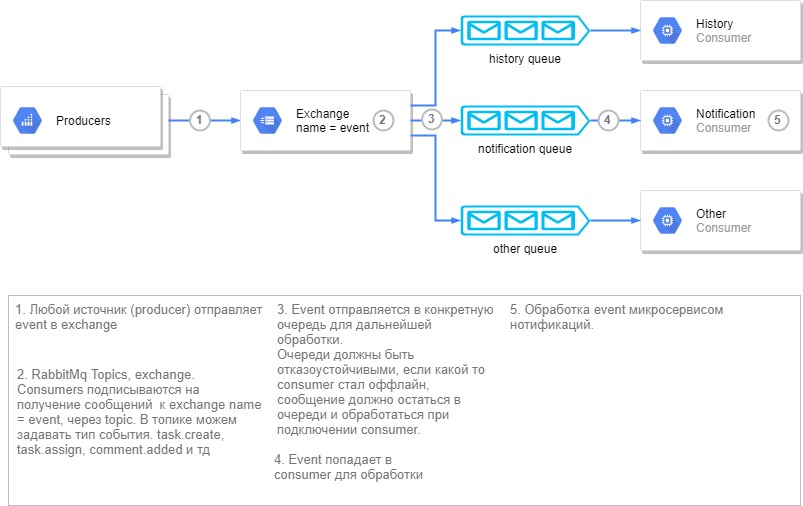 History
Consumer
history queue
Producers
1
Exchange
name = event
2
3
notification queue
4
Notification
Consumer
5
other queue
Other
Consumer
1. Любой источник (producer) отправляет
event в exchange
2. RabbitMq Topics, exchange.
Consumers подписываются на
получение сообщений к exchange name
= event, через topic. В топике можем
задавать тип события. task.create,
task.assign, comment.added и тд
3. Event отправляется в конкретную
очередь для дальнейшей
обработки.
Очереди должны быть
отказоустойчивыми, если какой то
consumer стал оффлайн,
сообщение должно остаться в
очереди и обработаться при
подключении consumer.
4. Event попадает в
consumer для обработки
5. Обработка event микросервисом
нотификаций.